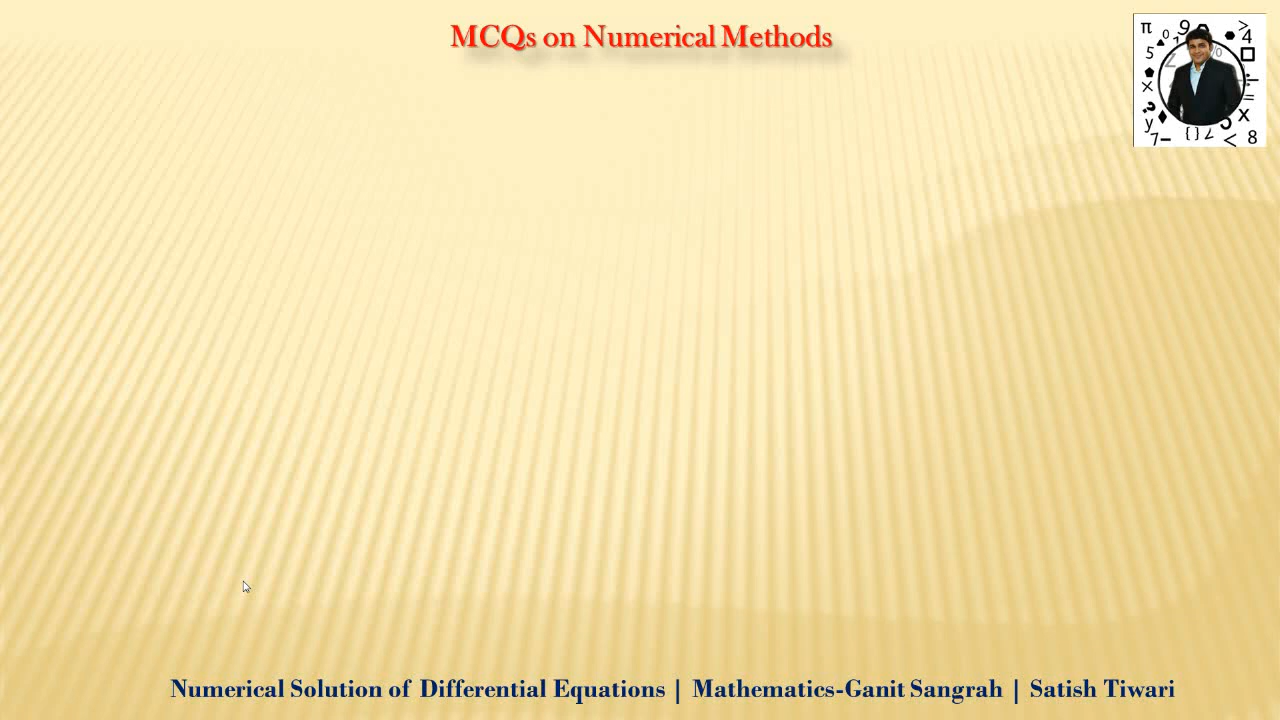 MCQs on Numerical Methods
Numerical Solution of Differential Equations | Mathematics-Ganit Sangrah | Satish Tiwari